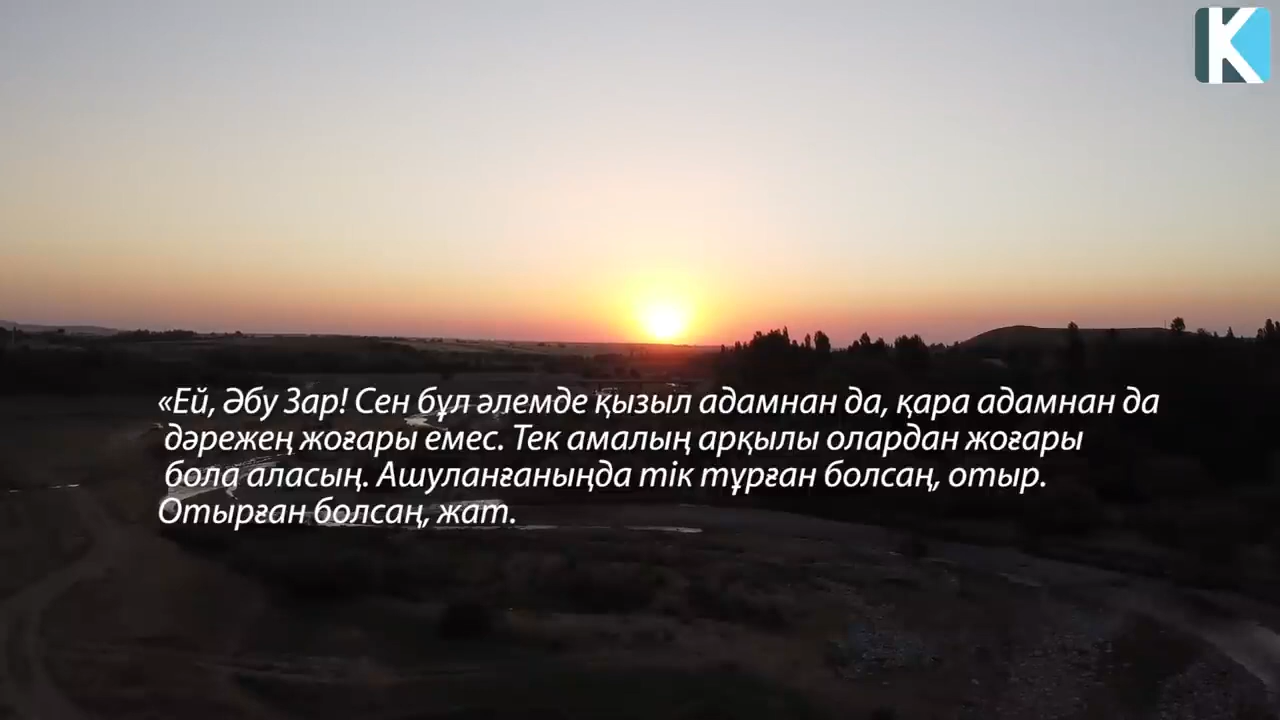 K
«Ей, Әбу Зар! Сен бұл әлемде қызыл адамнан да, қара адамнан да
дәрежең жоғары емес. Тек амалың арқылы олардан жоғары
бола аласың. Ашуланғаныңда тік тұрған болсаң, отыр.
Отырған болсаң, жат.